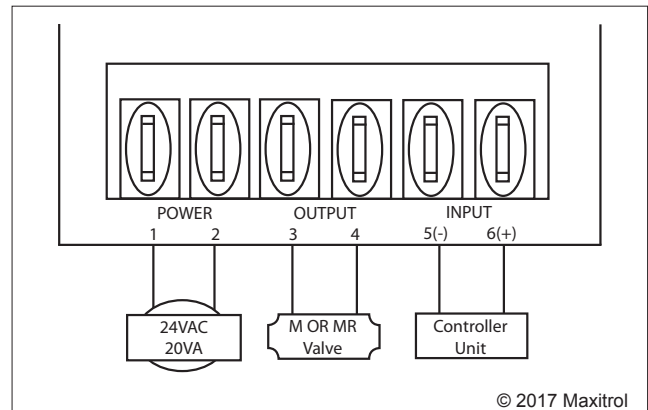 POWER OUTPUT INPUT
1 2 3 4 5(-) 6(+)
24VAC
20VA
M OR MR
Valve
Controller
Unit
© 2017 Maxitrol